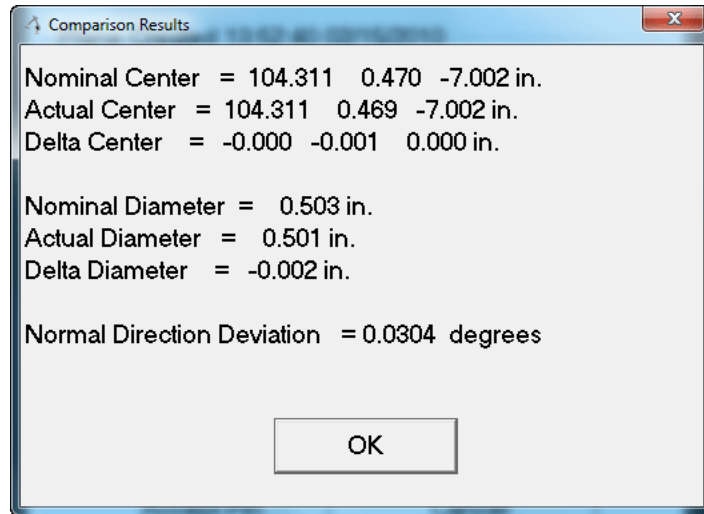 Comparison Results
Nominal Center = 104.311 0.470 -7.002 in.
Actual Center = 104.311 0.469 -7.002 in.
Delta Center = -0.000 -0.001 0.000 in.
Nominal Diameter = 0.503 in.
Actual Diameter = 0.501 in.
Delta Diameter = -0.002 in.
Normal Direction Deviation = 0.0304 degrees
OK